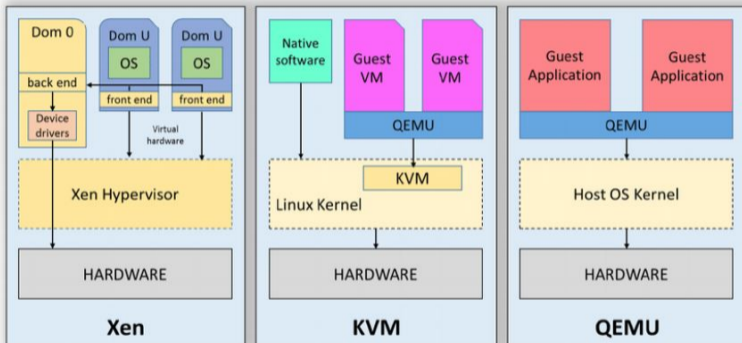 Dom 0
back end
Device
drivers
Dom U
OS
front end
Dom U
OS
front end
Virtual
hardware
Xen Hypervisor
HARDWARE
Xen
Native
software
Guest
VM
Guest
VM
QEMU
KVM
Linux Kernel
HARDWARE
KVM
Guest
Application
Guest
Application
QEMU
Host OS Kernel
HARDWARE
QEMU